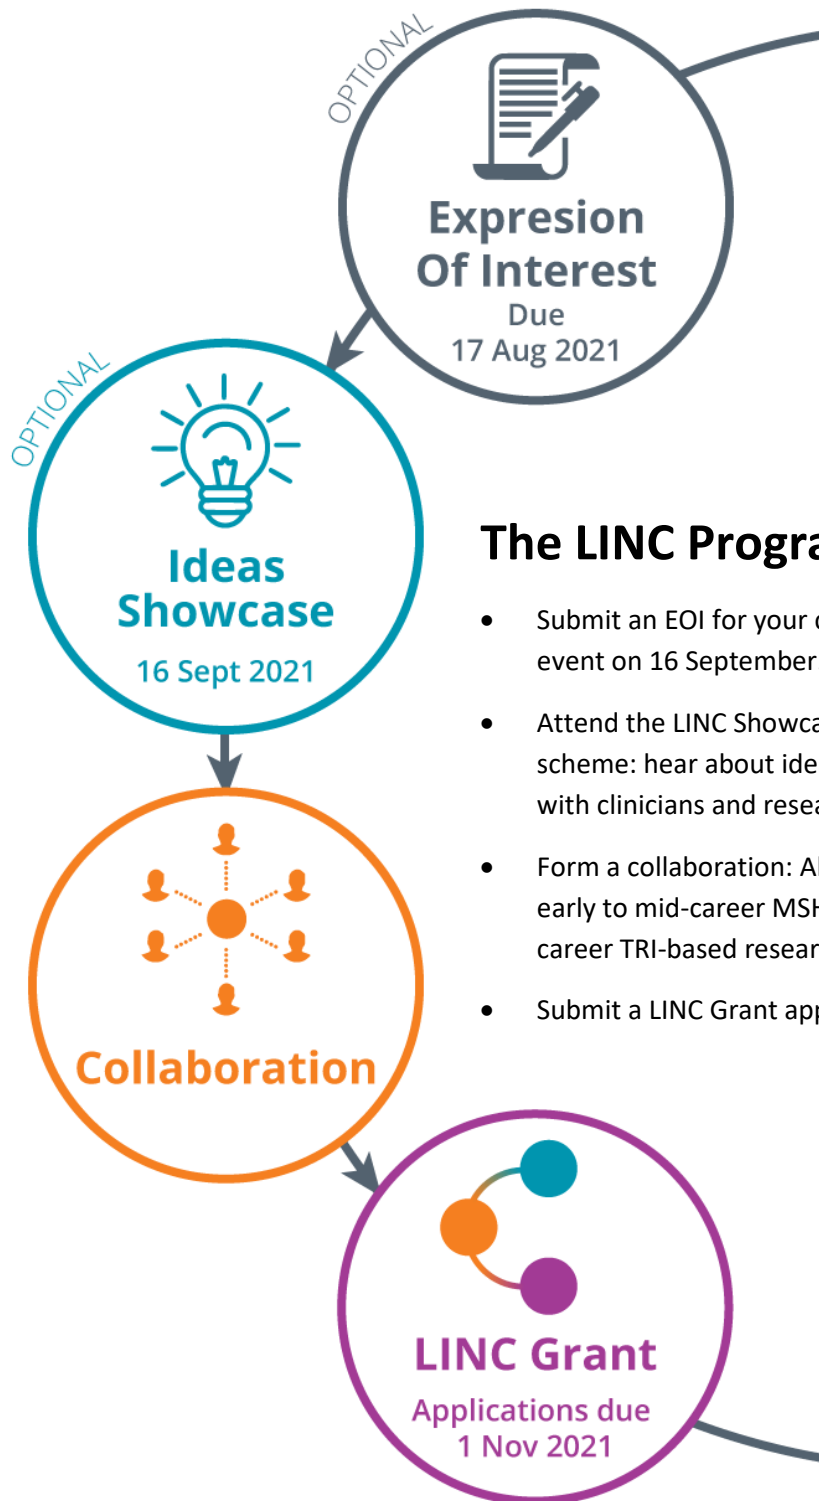 OPTIONAL
Expresion
Of Interest
Due
17 Aug 2021
OPTIONAL
Ideas
Showcase
16 Sept 2021
The LINC Progra
• Submit an EOI for your
event on 16 September
• Attend the LINC Showca
scheme: hear about ide
with clinicians and resea
• Form a collaboration:
early to mid-career MSH
career TRI-based resear
• Submit a LINC Grant app
Collaboration
LINC Grant
Applications due
1 Nov 2021